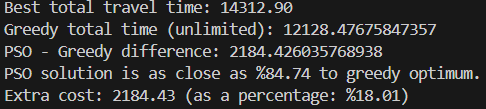 Best total travel time: 14312.90
Greedy total time (unlimited): 12128.47675847357
PSO - Greedy difference: 2184.426035768938
PSO solution is as close as %84.74 to greedy optimum.
Extra cost: 2184.43 (as a percentage: %18.01)